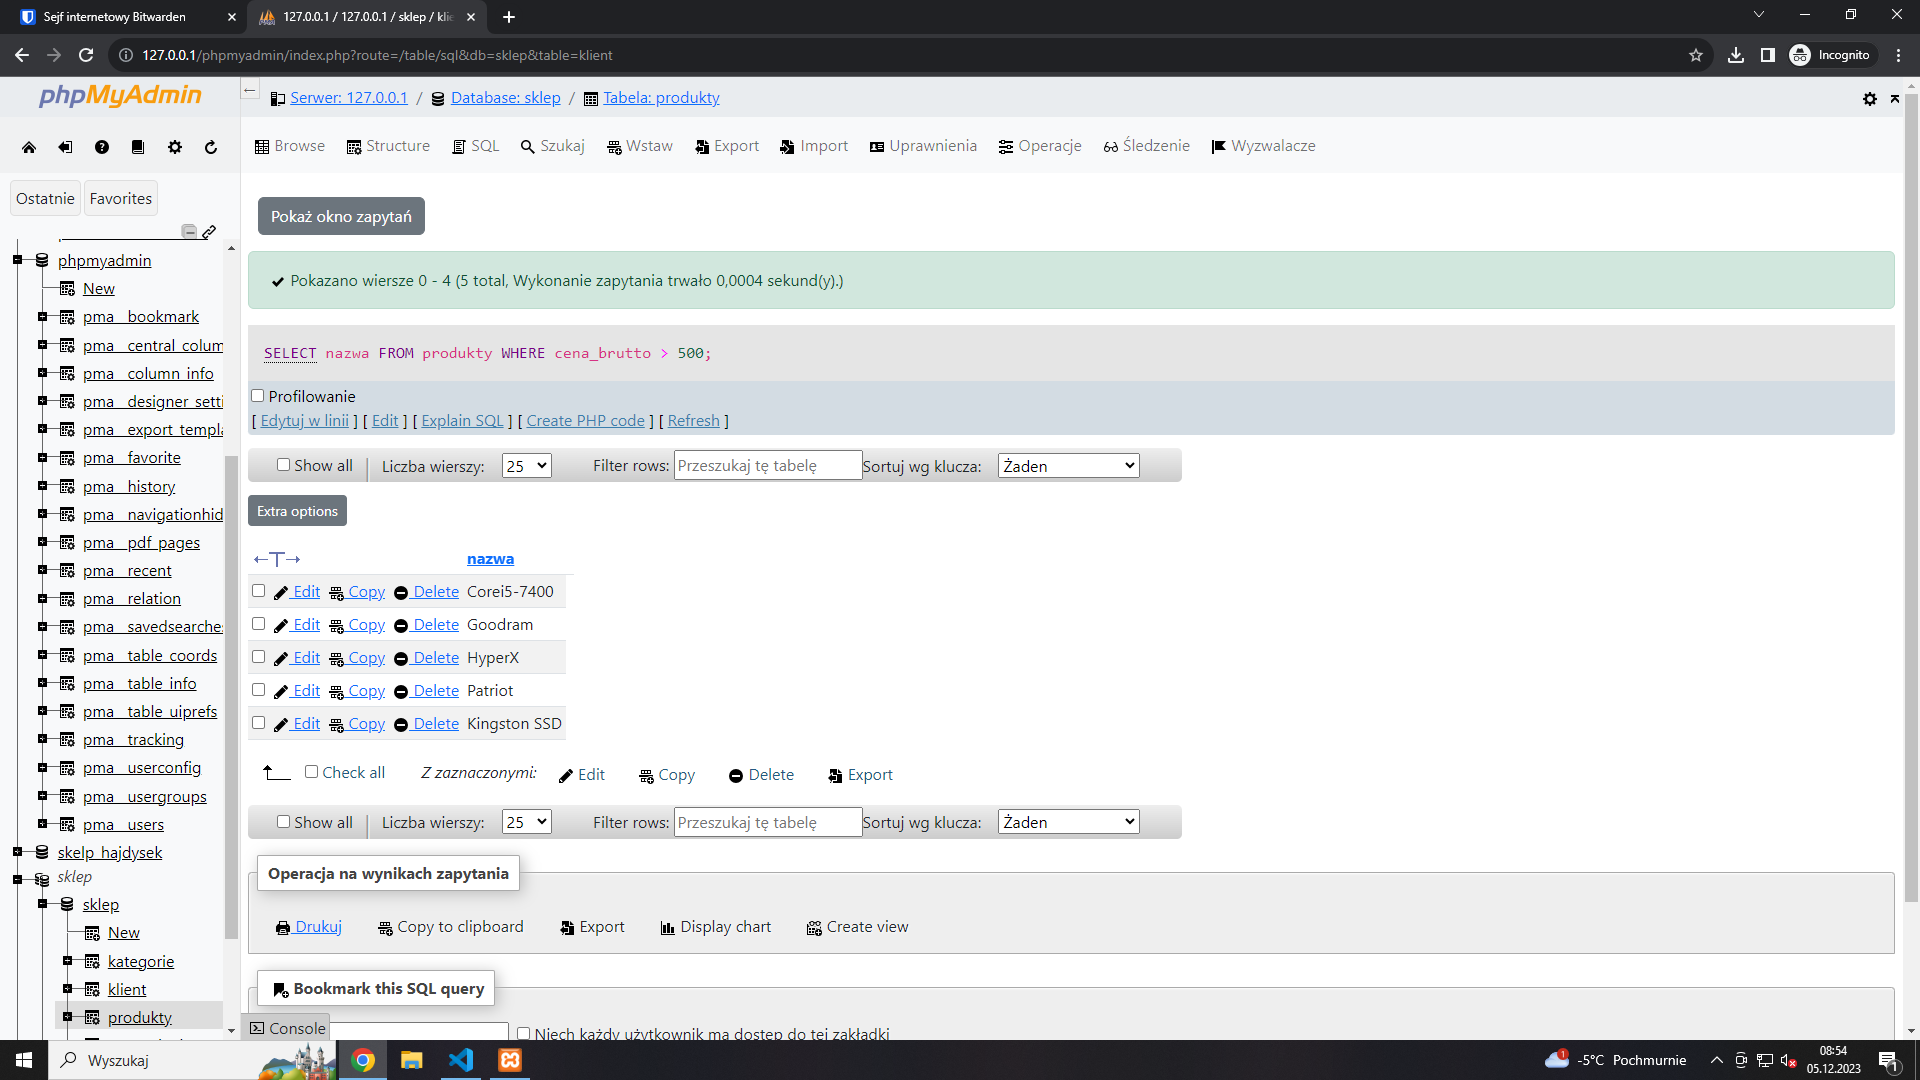 Sejf internetowy Bitwarden
127.0.0.1 / 127.0.0.1 / sklep / kli
127.0.0.1/phpmyadmin/index.php?route=/table/sql&db=sklep&table=klient
Incognito
phpMyAdmin
Serwer: 127.0.0.1 / Database: sklep / Tabela: produkty
Browse Structure SQL Szukaj Wstaw Export Import Uprawnienia Operacje Śledzenie Wyzwalacze
Ostatnie Favorites
phpmyadmin
New
pma__bookmark
pma__central_colum
pma__column_info
pma__designer_setti
pma__export_templa
pma__favorite
pma__history
pma__navigationhid
pma__pdf_pages
pma__recent
pma__relation
pma__savedsearche
pma__table_coords
pma__table_info
pma__table_uiprefs
pma__tracking
pma__userconfig
pma__usergroups
pma__users
skelp_hajdysek
sklep
sklep
New
kategorie
klient
produkty
Pokaż okno zapytań
Pokazano wiersze 0 - 4 (5 total, Wykonanie zapytania trwało 0,0004 sekund(y).)
SELECT nazwa FROM produkty WHERE cena_brutto > 500;
Profilowanie
[ Edytuj w linii ] [ Edit ] [ Explain SQL ] [ Create PHP code ] [ Refresh ]
Show all Liczba wierszy: 25 Filter rows: Przeszukaj tę tabelę Sortuj wg klucza: Żaden
Extra options
←T→ nazwa
Edit Copy Delete Corei5-7400
Edit Copy Delete Goodram
Edit Copy Delete HyperX
Edit Copy Delete Patriot
Edit Copy Delete Kingston SSD
Check all Z zaznaczonymi: Edit Copy Delete Export
Show all Liczba wierszy: 25 Filter rows: Przeszukaj tę tabelę Sortuj wg klucza: Żaden
Operacja na wynikach zapytania
Drukuj Copy to clipboard Export Display chart Create view
Bookmark this SQL query
Console
Niech każdy użytkownik ma dostęp do tej zakładki
Wyszukaj
1
-5°C Pochmurnie
08:54
05.12.2023
1